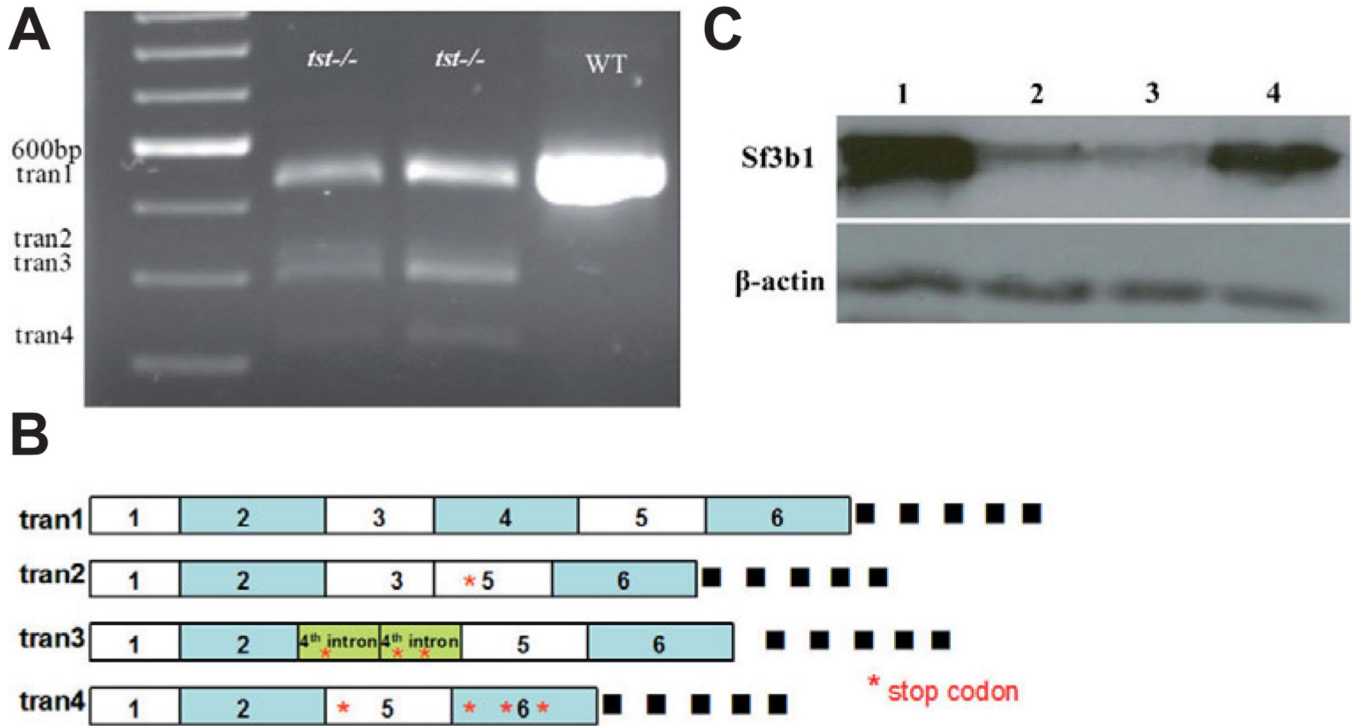 A
tst-/-
tst-/-
WT
600bp
tran1
tran2
tran3
tran4
C
1 2 3 4
Sf3b1
β-actin
B
tran1 1 2 3 4 5 6
tran2 1 2 3 *5 6
tran3 1 2 4th intron * 4th intron * * 5 6
tran4 1 2 * 5 * *6 *
* stop codon